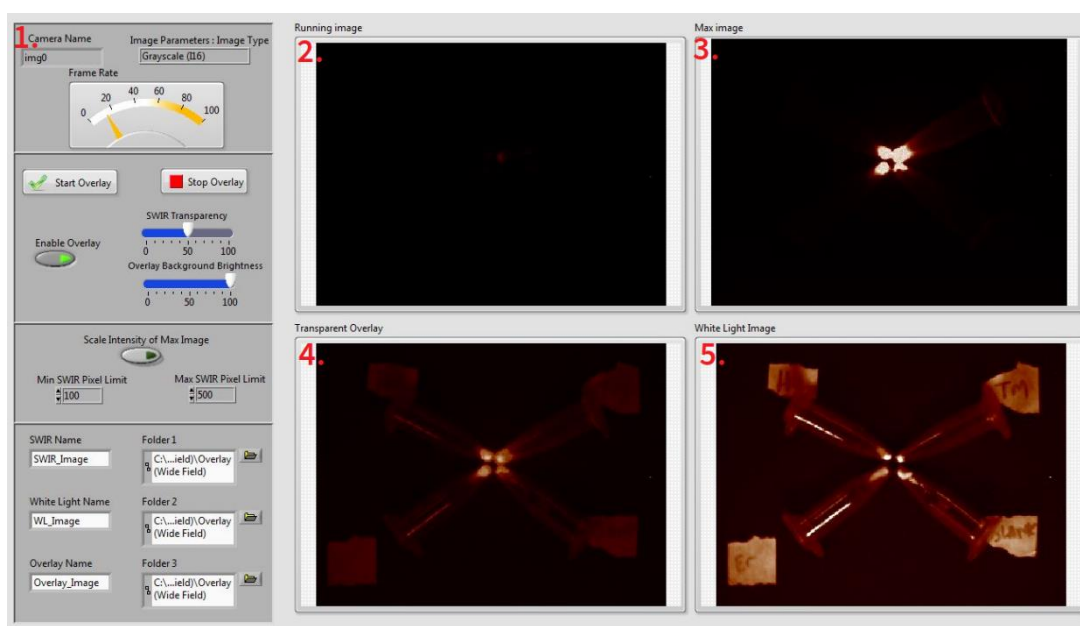 1.
Camera Name
Image Parameters : Image Type
img0
Grayscale (I16)
Frame Rate
0 20 40 60 80 100
Start Overlay
Stop Overlay
SWIR Transparency
0 50 100
Enable Overlay
Overlay Background Brightness
0 50 100
Scale Intensity of Max Image
Min SWIR Pixel Limit
Max SWIR Pixel Limit
100
500
SWIR Name
Folder 1
SWIR_Image
C:\...ield)\Overlay
(Wide Field)
White Light Name
Folder 2
WL_Image
C:\...ield)\Overlay
(Wide Field)
Overlay Name
Folder 3
Overlay_Image
C:\...ield)\Overlay
(Wide Field)
Running image
2.
Max image
3.
Transparent Overlay
4.
White Light Image
5.
TM
Er
Blank